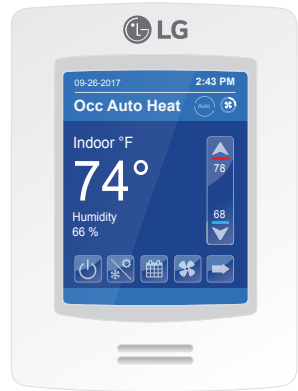 LG
09-26-2017 2:43 PM
Occ Auto Heat Auto
Indoor °F
74°
78
Humidity
68
66 %